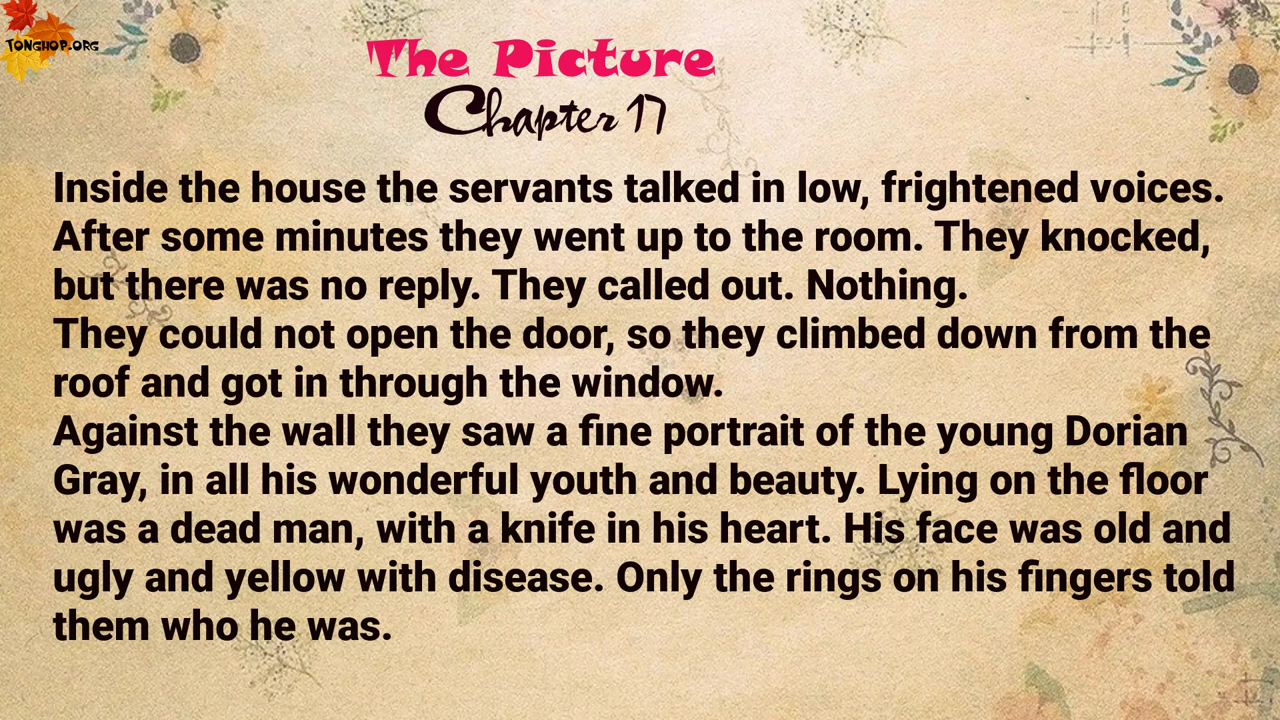 TONGHOP.ORG
The Picture
Chapter 17
Inside the house the servants talked in low, frightened voices.
After some minutes they went up to the room. They knocked,
but there was no reply. They called out. Nothing.
They could not open the door, so they climbed down from the
roof and got in through the window.
Against the wall they saw a fine portrait of the young Dorian
Gray, in all his wonderful youth and beauty. Lying on the floor
was a dead man, with a knife in his heart. His face was old and
ugly and yellow with disease. Only the rings on his fingers told
them who he was.